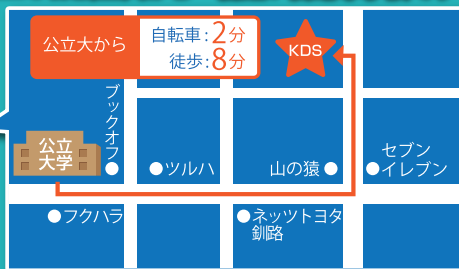 公立大から
自転車:2分
徒歩:8分
KDS
ブックオフ
公立
大学
ツルハ
山の猿
セブン
イレブン
フクハラ
ネッツトヨタ
釧路